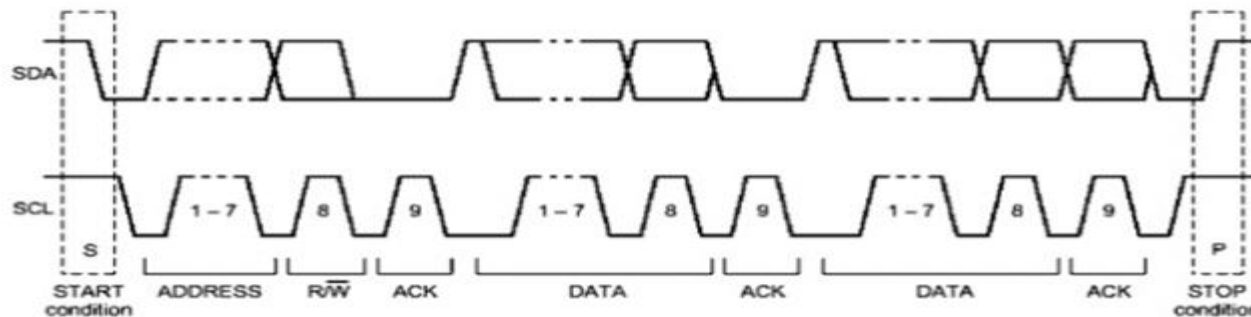 SDA
SCL
1 – 7 8 9 1 – 7 8 9 1 – 7 8 9
S P
START ADDRESS R/W̅ ACK DATA ACK DATA ACK STOP
condition condition